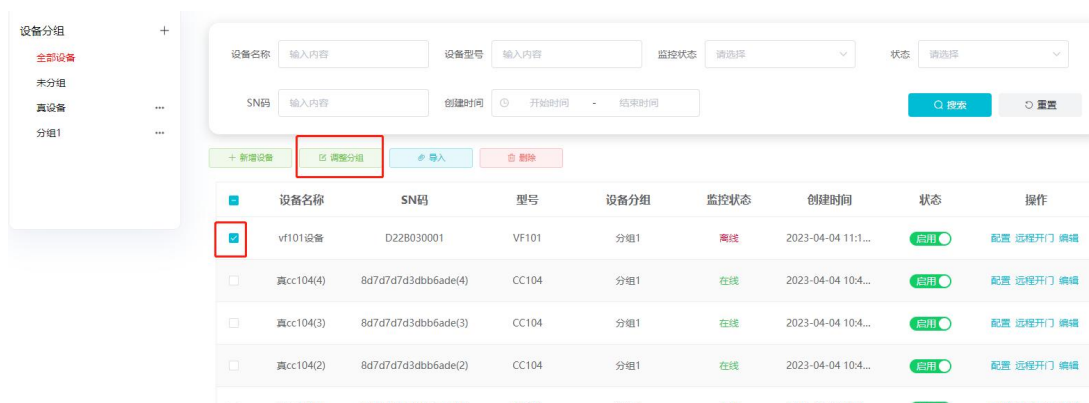 设备分组 +
全部设备
未分组
真设备 ···
分组1 ···
设备名称 输入内容 设备型号 输入内容 监控状态 请选择 状态 请选择
SN码 输入内容 创建时间 开始时间 - 结束时间 搜索 重置
+ 新增设备 调整分组 导入 删除
设备名称 SN码 型号 设备分组 监控状态 创建时间 状态 操作
vf101设备 D22B030001 VF101 分组1 离线 2023-04-04 11:1... 启用 配置 远程开门 编辑
真cc104(4) 8d7d7d7d3dbb6ade(4) CC104 分组1 在线 2023-04-04 10:4... 启用 配置 远程开门 编辑
真cc104(3) 8d7d7d7d3dbb6ade(3) CC104 分组1 在线 2023-04-04 10:4... 启用 配置 远程开门 编辑
真cc104(2) 8d7d7d7d3dbb6ade(2) CC104 分组1 在线 2023-04-04 10:4... 启用 配置 远程开门 编辑